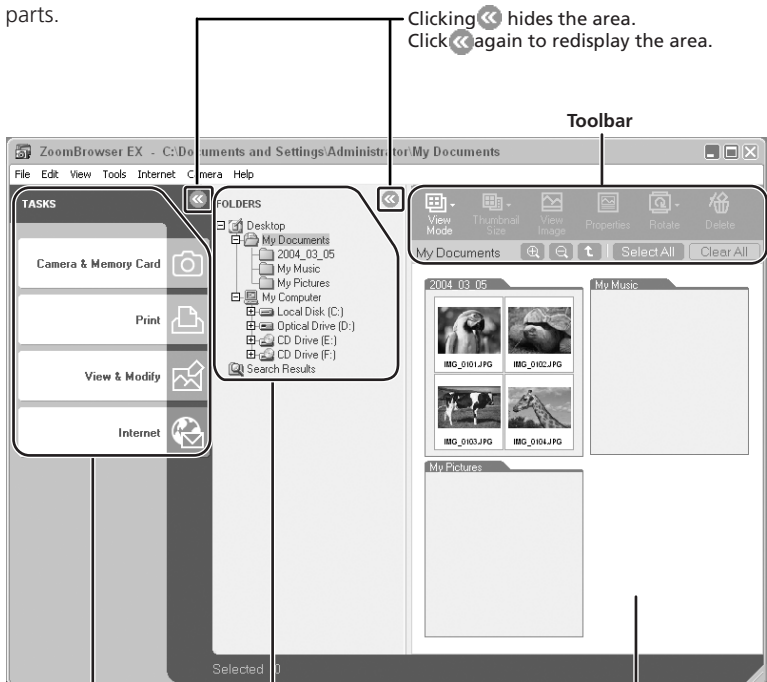 parts.
Clicking hides the area.
Click again to redisplay the area.
Toolbar
ZoomBrowser EX - C:\Documents and Settings\Administrator\My Documents
File Edit View Tools Internet Camera Help
TASKS
Camera & Memory Card
Print
View & Modify
Internet
FOLDERS
Desktop
My Documents
2004_03_05
My Music
My Pictures
My Computer
Local Disk (C:)
Optical Drive (D:)
CD Drive (E:)
CD Drive (F:)
Search Results
View Mode
Thumbnail Size
View Image
Properties
Rotate
Delete
My Documents Select All Clear All
2004_03_05
IMG_0101.JPG IMG_0102.JPG
IMG_0103.JPG IMG_0104.JPG
My Music
My Pictures
Selected 0